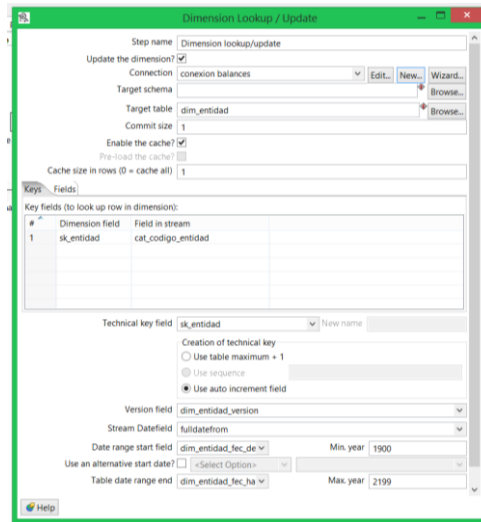 Dimension Lookup / Update
Step name Dimension lookup/update
Update the dimension?
Connection conexion balances Edit... New... Wizard...
Target schema Browse...
Target table dim_entidad Browse...
Commit size 1
Enable the cache?
Pre-load the cache?
Cache size in rows (0 = cache all) 1
Keys Fields
Key fields (to look up row in dimension):
# Dimension field Field in stream
1 sk_entidad cat_codigo_entidad
Technical key field sk_entidad New name
Creation of technical key
Use table maximum + 1
Use sequence
Use auto increment field
Version field dim_entidad_version
Stream Datefield fulldatefrom
Date range start field dim_entidad_fec_de Min. year 1900
Use an alternative start date? <Select Option>
Table date range end dim_entidad_fec_ha Max. year 2199
Help